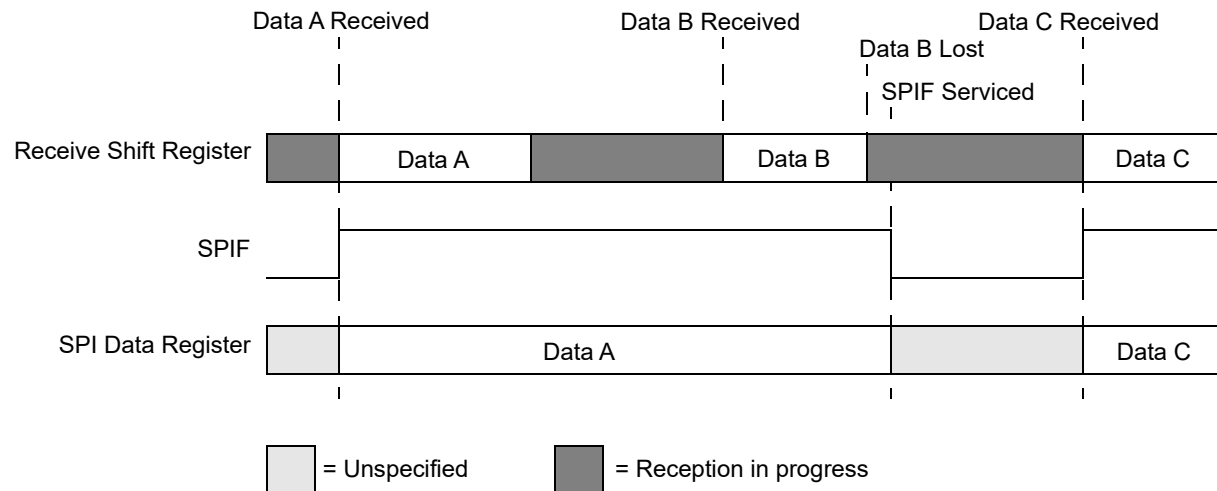 Data A Received
Data B Received
Data C Received
Data B Lost
SPIF Serviced
Receive Shift Register
Data A
Data B
Data C
SPIF
SPI Data Register
Data A
Data C
= Unspecified
= Reception in progress